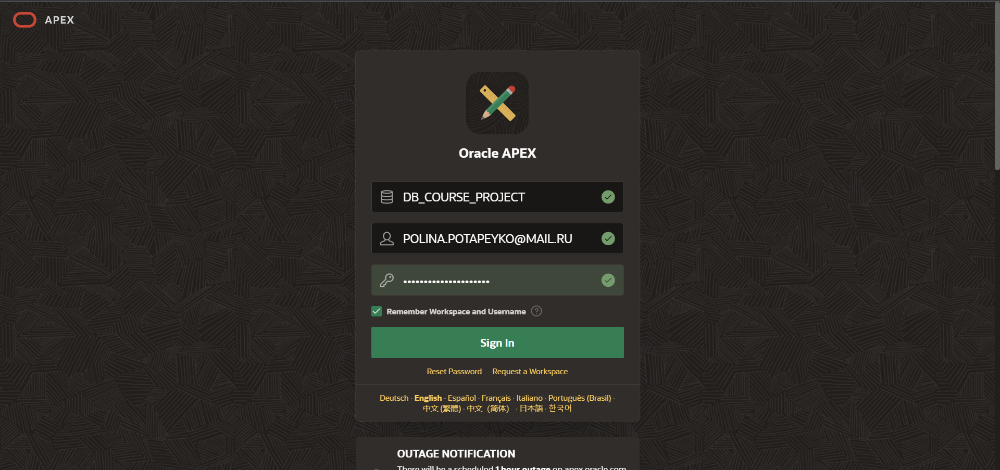 APEX
Oracle APEX
DB_COURSE_PROJECT
POLINA.POTAPEYKO@MAIL.RU
•••••••••••••••••••••
Remember Workspace and Username ?
Sign In
Reset Password Request a Workspace
Deutsch · English · Español · Français · Italiano · Português (Brasil) ·
中文 (繁體) · 中文（简体） · 日本語 · 한국어
OUTAGE NOTIFICATION
There will be a scheduled 1 hour outage on apex.oracle.com